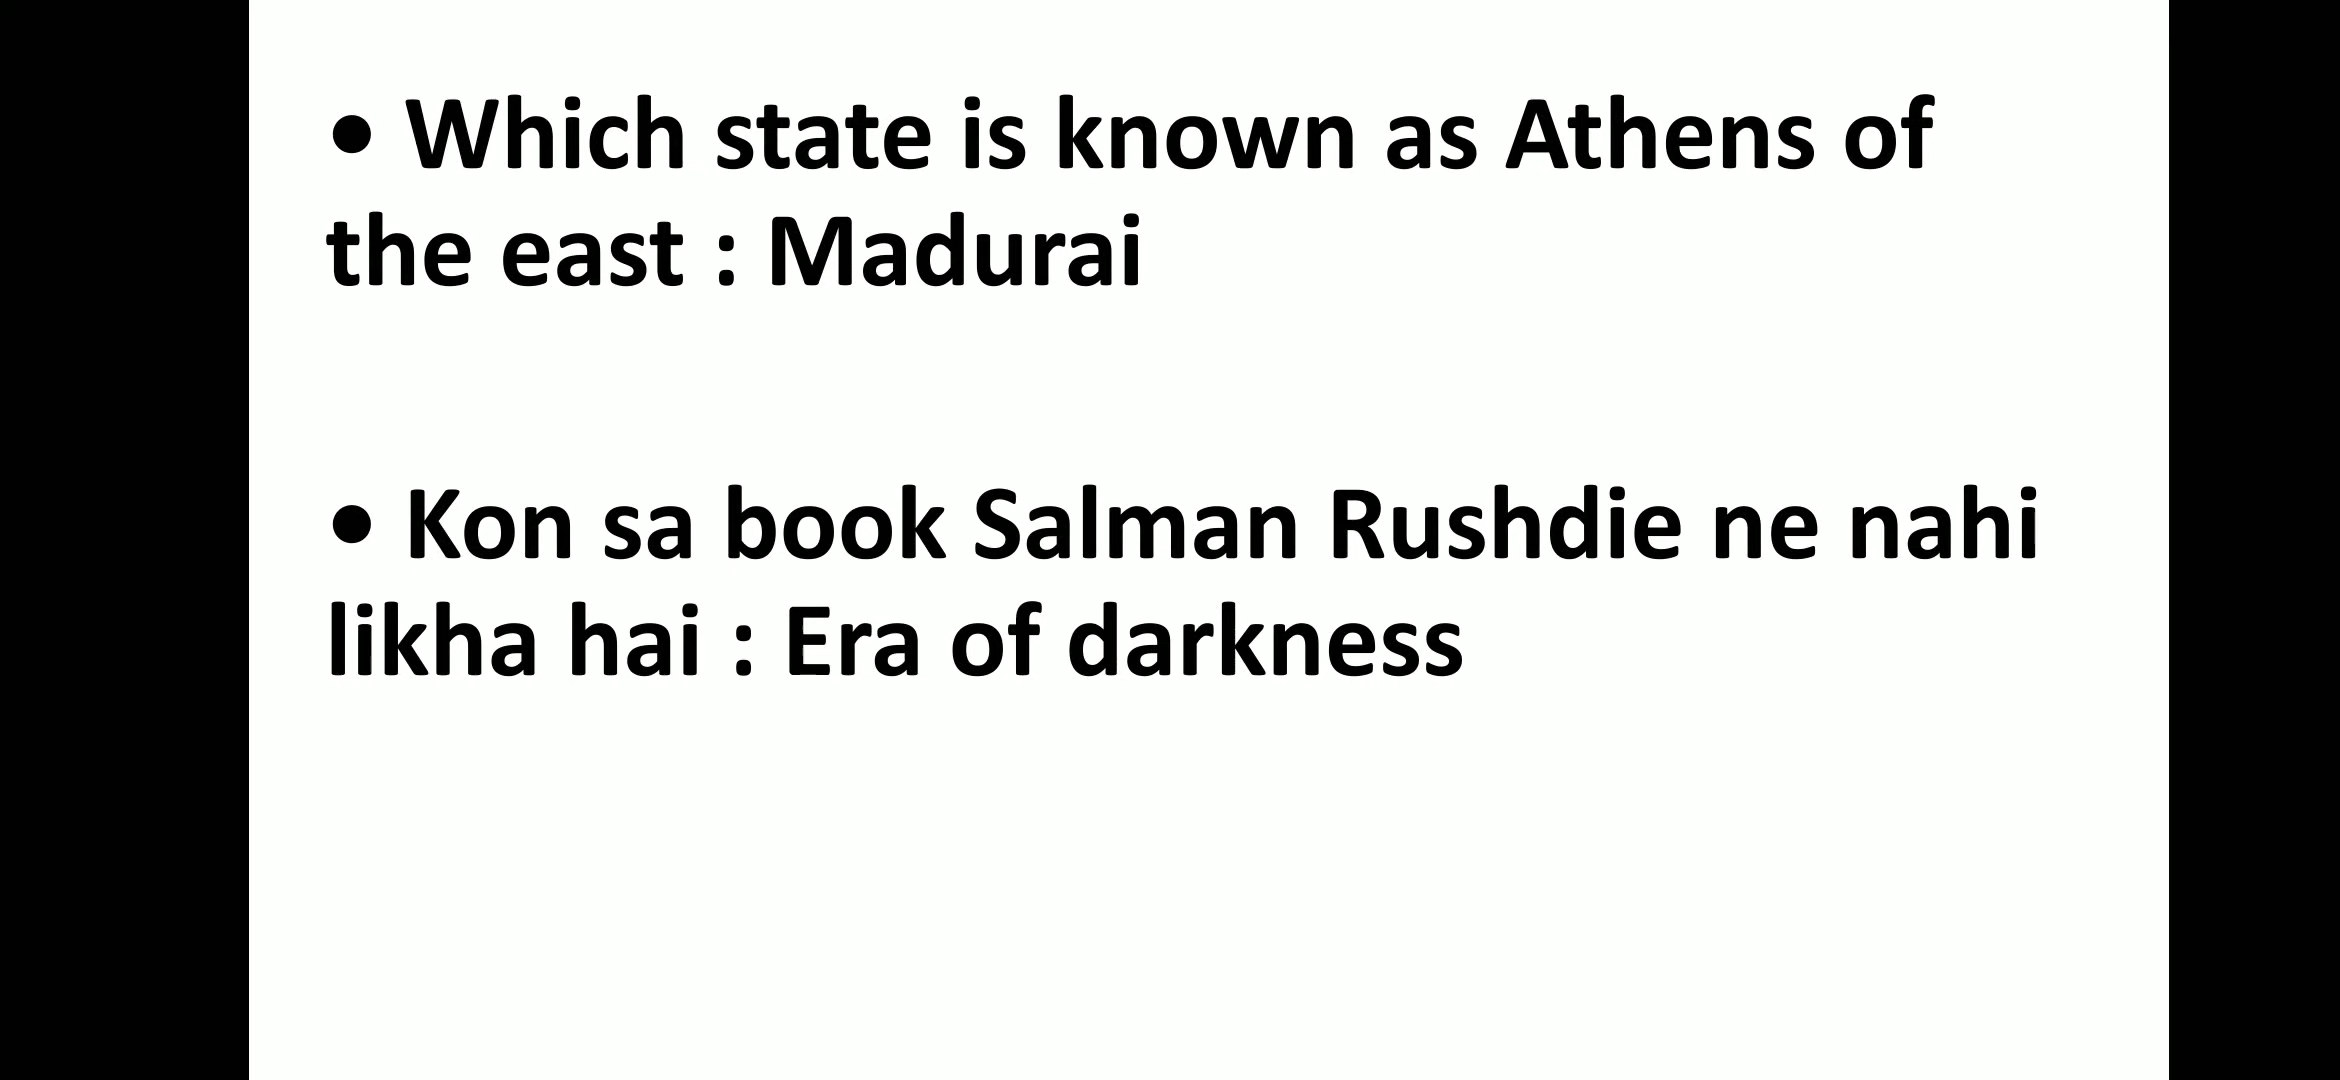 • Which state is known as Athens of
the east : Madurai
• Kon sa book Salman Rushdie ne nahi
likha hai : Era of darkness